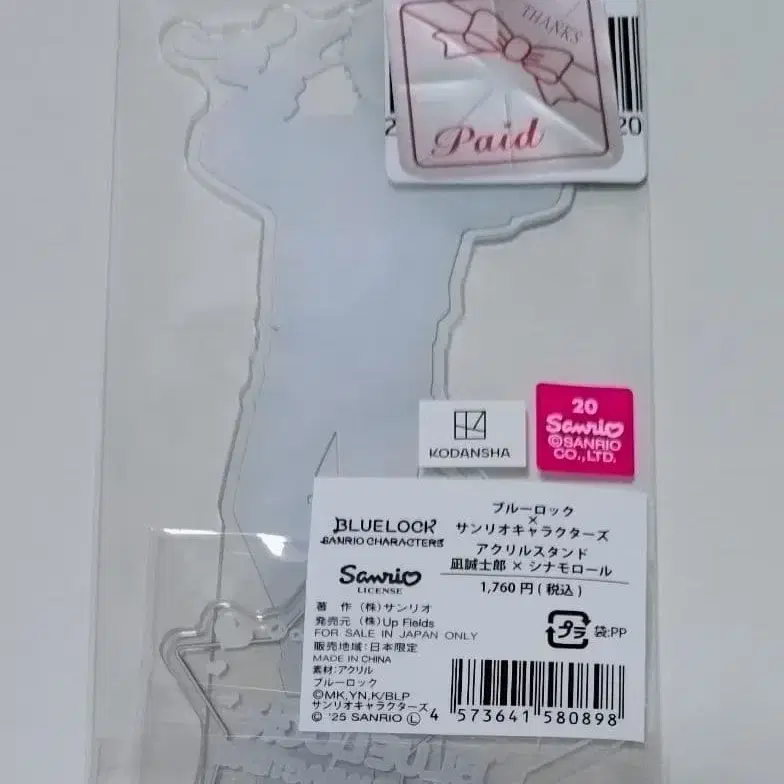 THANKS
Paid
2
20
KODANSHA
20
Sanrio
©SANRIO
CO.,LTD.
BLUELOCK
SANRIO CHARACTERS
Sanrio
LICENSE
ブルーロック
×
サンリオキャラクターズ
アクリルスタンド
凪誠士郎 × シナモロール
1,760 円 ( 税込 )
著　作 （株）サンリオ
発売元 （株）Up Fields
FOR SALE IN JAPAN ONLY
販売地域：日本限定
MADE IN CHINA
素材：アクリル
ブルーロック
©MK,YN,K/BLP.
サンリオキャラクターズ
© '25 SANRIO Ⓛ
プラ 袋:PP
4 573641 580898